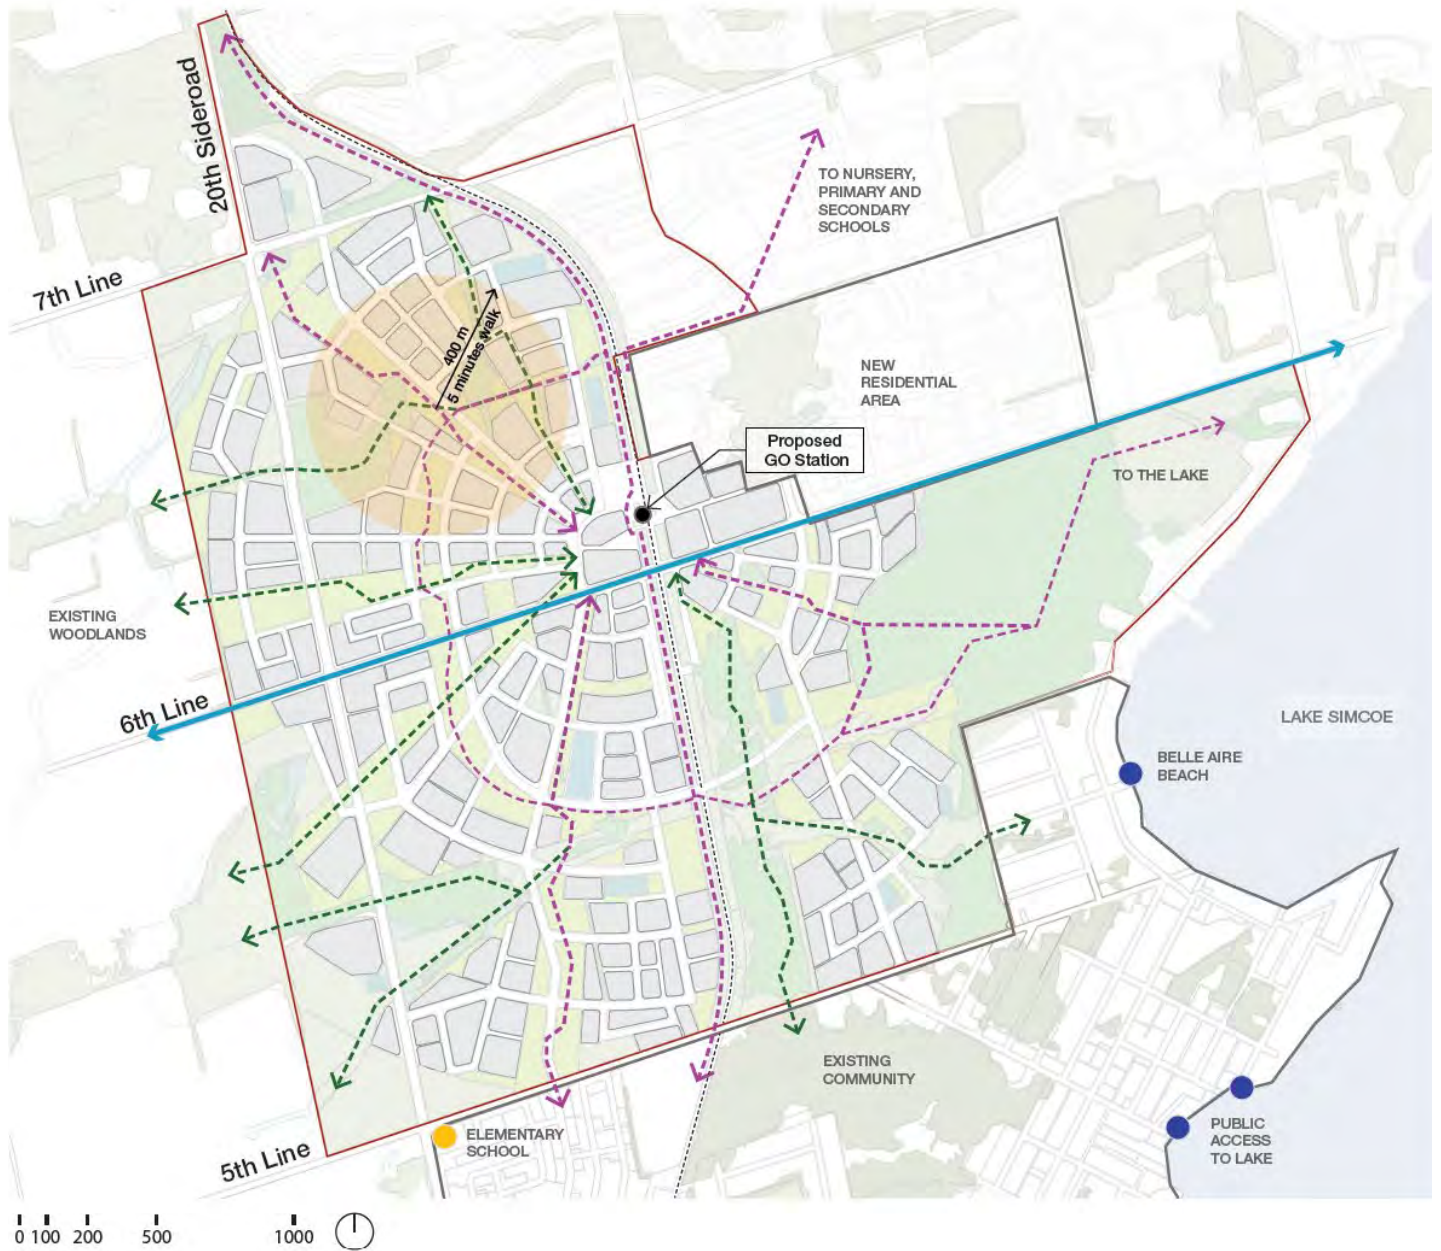 20th Sideroad
TO NURSERY,
PRIMARY AND
SECONDARY
SCHOOLS
7th Line
400 m
5 minutes walk
NEW
RESIDENTIAL
AREA
Proposed
GO Station
TO THE LAKE
EXISTING
WOODLANDS
6th Line
LAKE SIMCOE
BELLE AIRE
BEACH
EXISTING
COMMUNITY
ELEMENTARY
SCHOOL
PUBLIC
ACCESS
TO LAKE
5th Line
0 100 200 500 1000